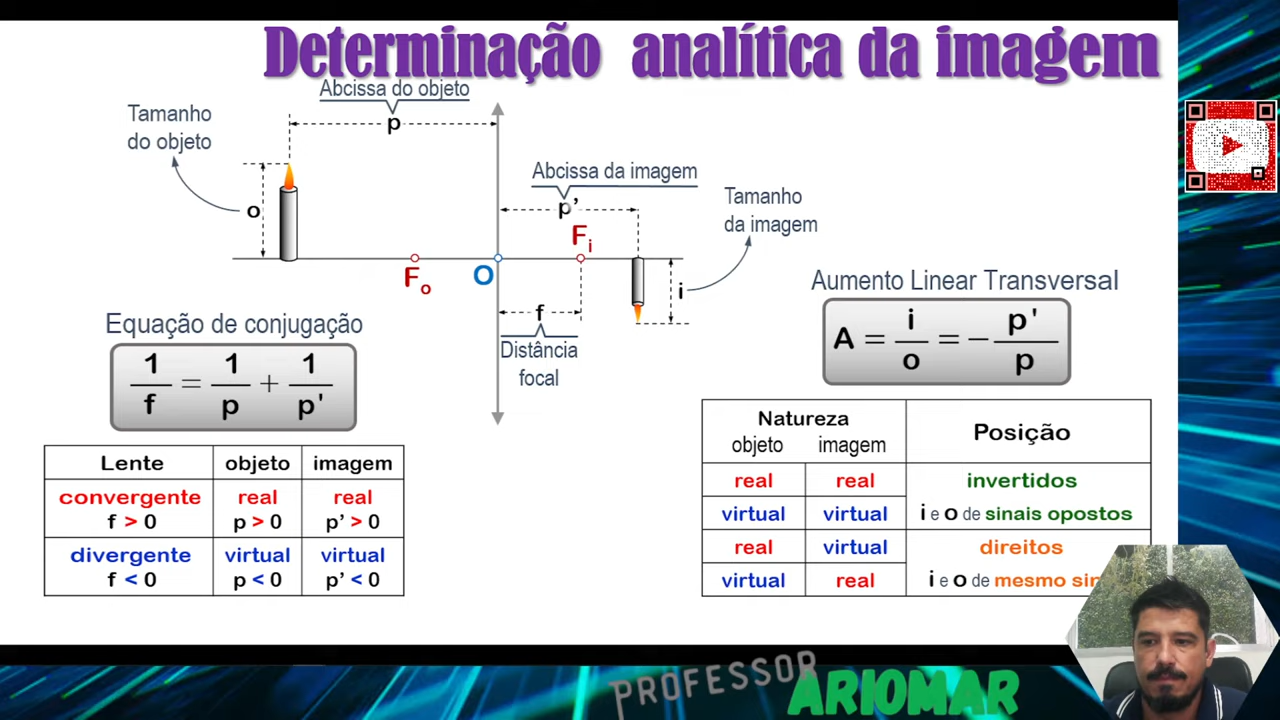 Determinação analítica da imagem
Abcissa do objeto
p
Tamanho
do objeto
o
Abcissa da imagem
p’
Tamanho
da imagem
Fi
Fo
O
i
f
Distância
focal
Equação de conjugação
1/f = 1/p + 1/p'
Aumento Linear Transversal
A = i/o = − p'/p
Lente objeto imagem
convergente real real
f > 0 p > 0 p’ > 0
divergente virtual virtual
f < 0 p < 0 p’ < 0
Natureza Posição
objeto imagem
real real invertidos
virtual virtual i e o de sinais opostos
real virtual direitos
virtual real i e o de mesmo
PROFESSOR
ARIOMAR